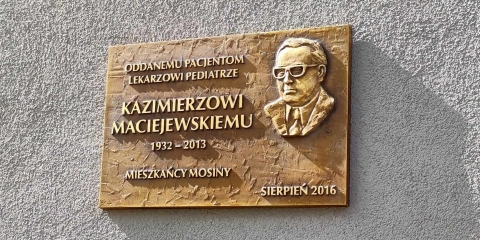 ODDANEMU PACJENTOM
LEKARZOWI PEDIATRZE
KAZIMIERZOWI
MACIEJEWSKIEMU
1932 – 2013
MIESZKAŃCY MOSINY
SIERPIEŃ 2016